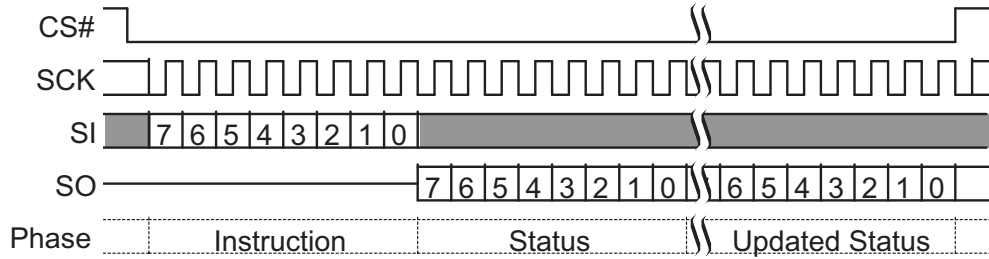 CS#
SCK
SI 7 6 5 4 3 2 1 0
SO 7 6 5 4 3 2 1 0 6 5 4 3 2 1 0
Phase Instruction Status Updated Status